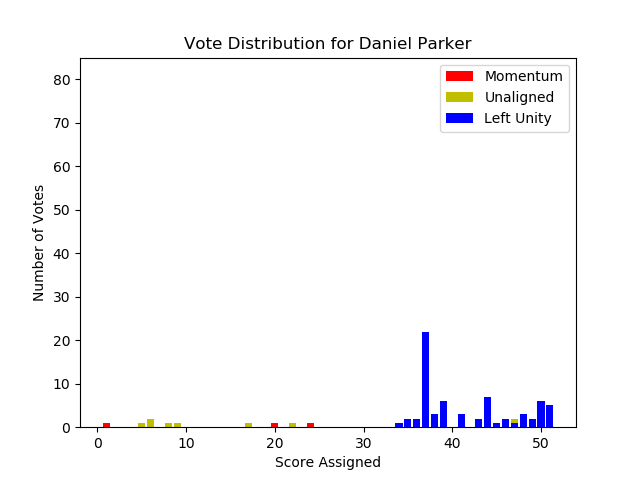 Vote Distribution for Daniel Parker
Momentum
Unaligned
Left Unity
Number of Votes
80
70
60
50
40
30
20
10
0
0 10 20 30 40 50
Score Assigned